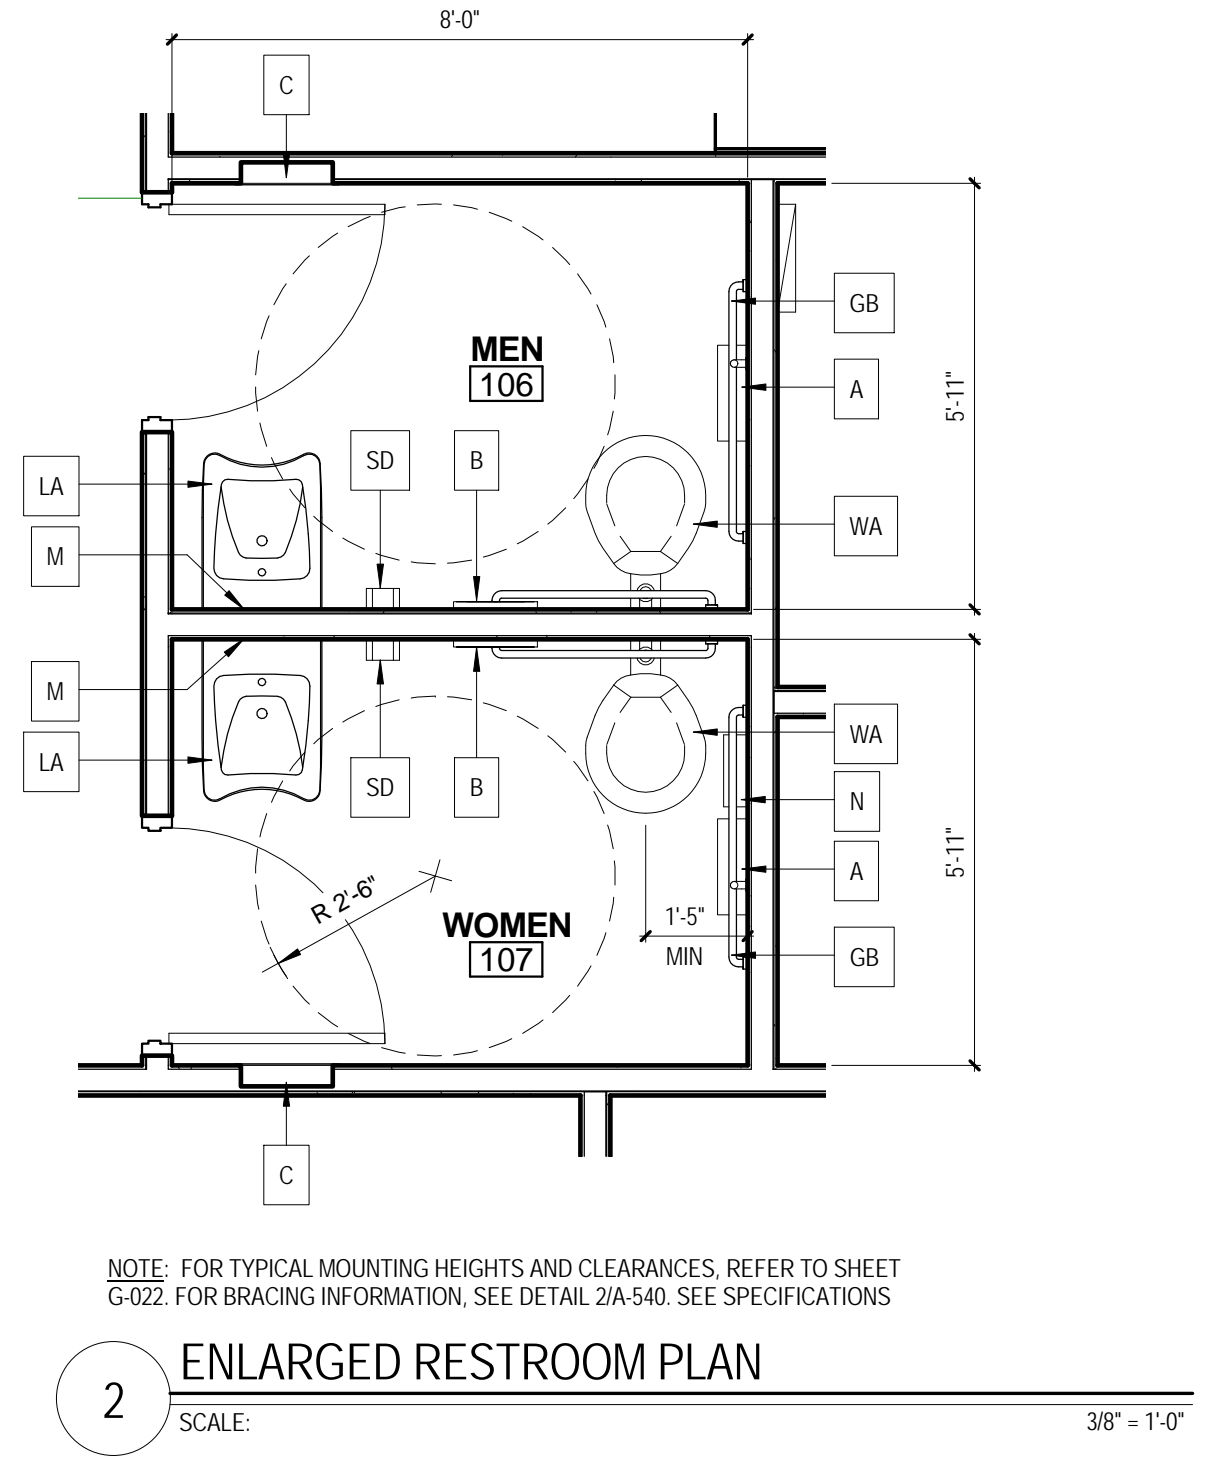 8'-0"
C
GB
MEN
106
A
5'-11"
SD
B
LA
WA
M
M
WA
LA
SD
B
N
5'-11"
A
R 2'-6"
1'-5"
WOMEN
MIN
GB
107
C
NOTE: FOR TYPICAL MOUNTING HEIGHTS AND CLEARANCES, REFER TO SHEET
G-022. FOR BRACING INFORMATION, SEE DETAIL 2/A-540. SEE SPECIFICATIONS
2
ENLARGED RESTROOM PLAN
SCALE: 3/8" = 1'-0"